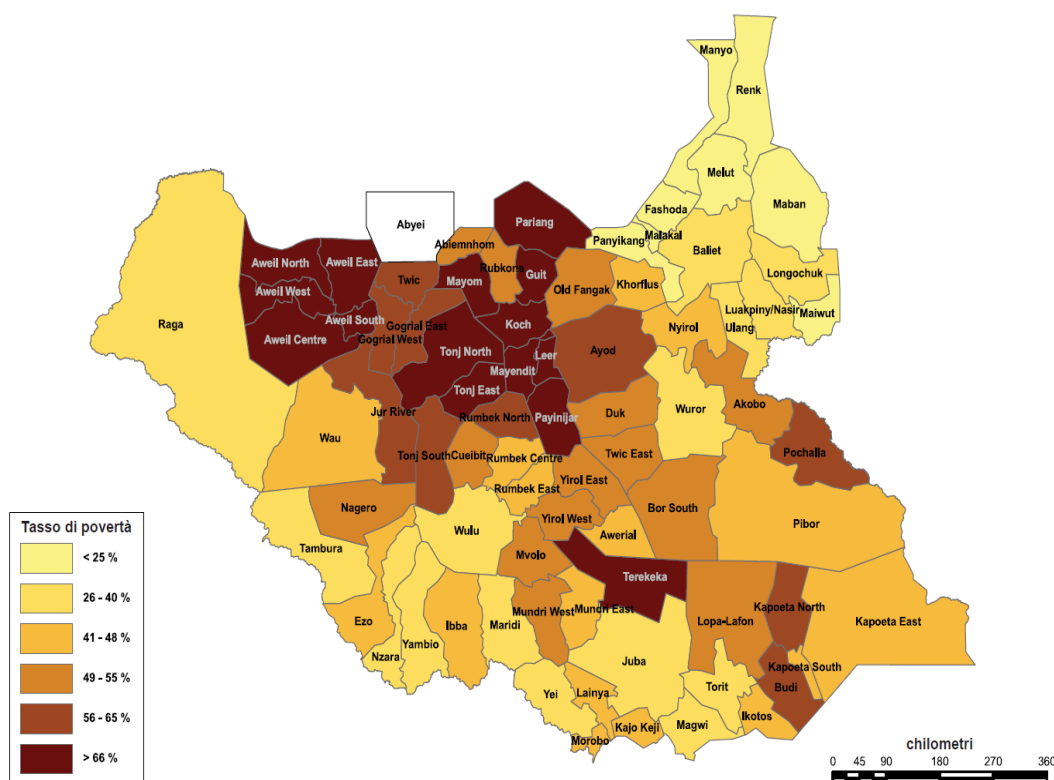 Manyo
Renk
Melut
Maban
Fashoda
Malakal
Panyikang
Baliet
Longochuk
Luakpiny/Nasir
Maiwut
Ulang
Abyei
Pariang
Abiemnhom
Rubkona
Guit
Mayom
Twic
Old Fangak
Khorflus
Nyirol
Aweil North
Aweil East
Aweil West
Aweil South
Aweil Centre
Raga
Gogrial East
Gogrial West
Koch
Tonj North
Leer
Mayendit
Ayod
Tonj East
Payinijar
Duk
Wuror
Akobo
Pochalla
Jur River
Rumbek North
Wau
Tonj South
Cueibit
Rumbek Centre
Twic East
Rumbek East
Yirol East
Bor South
Pibor
Nagero
Wulu
Yirol West
Awerial
Tambura
Mvolo
Terekeka
Ezo
Ibba
Maridi
Mundri West
Mundri East
Lopa-Lafon
Kapoeta North
Kapoeta East
Yambio
Nzara
Juba
Kapoeta South
Budi
Torit
Yei
Lainya
Ikotos
Magwi
Kajo Keji
Morobo
Tasso di povertà
< 25 %
26 - 40 %
41 - 48 %
49 - 55 %
56 - 65 %
> 66 %
chilometri
0 45 90 180 270 360